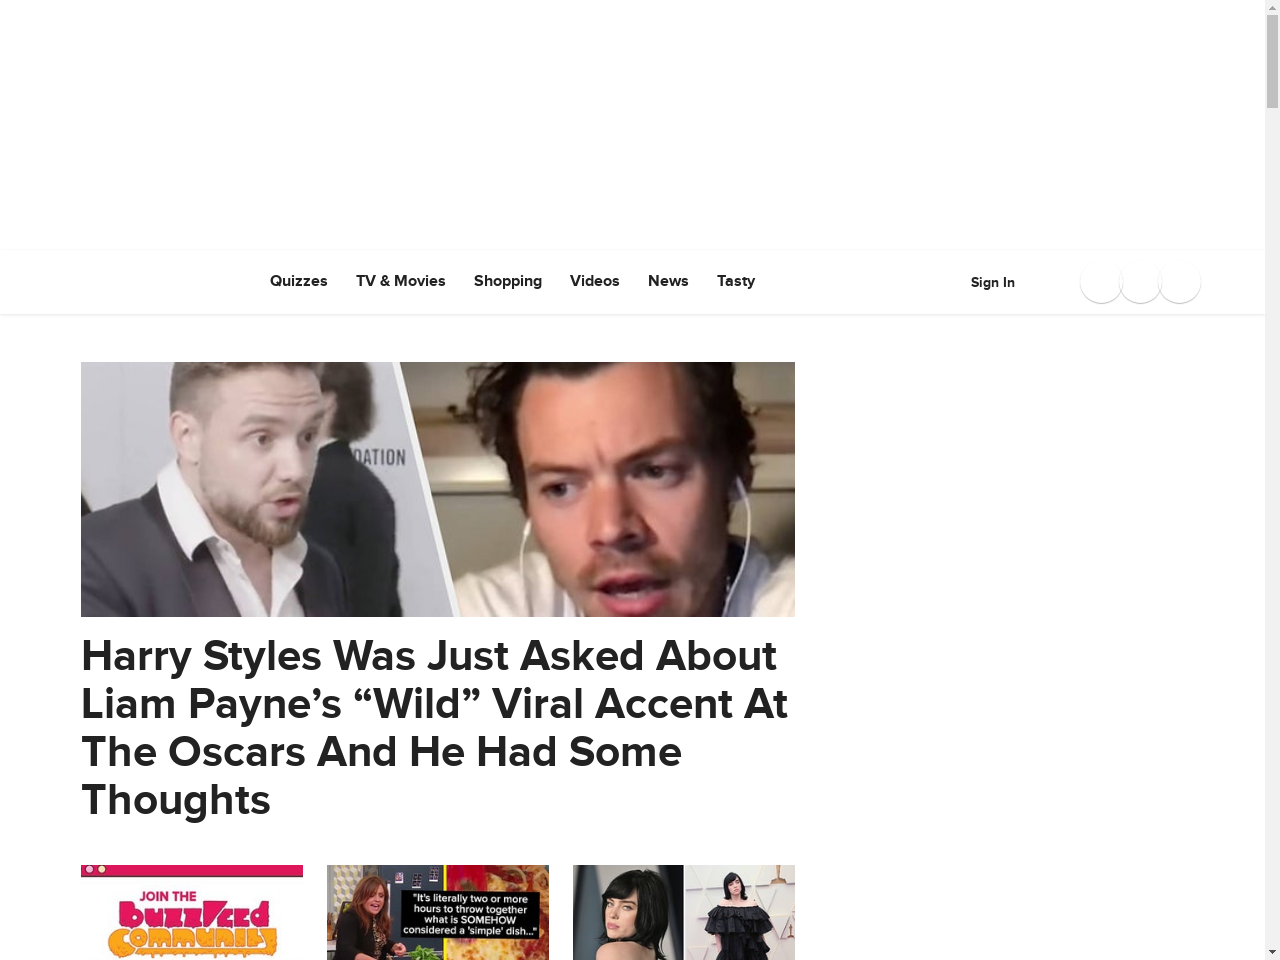 Quizzes
TV & Movies
Shopping
Videos
News
Tasty
Sign In
DATION
Harry Styles Was Just Asked About
Liam Payne’s “Wild” Viral Accent At
The Oscars And He Had Some
Thoughts
JOIN THE
BuzzFeed
Community
"It's literally two or more
hours to throw together
what is SOMEHOW
considered a 'simple' dish..."